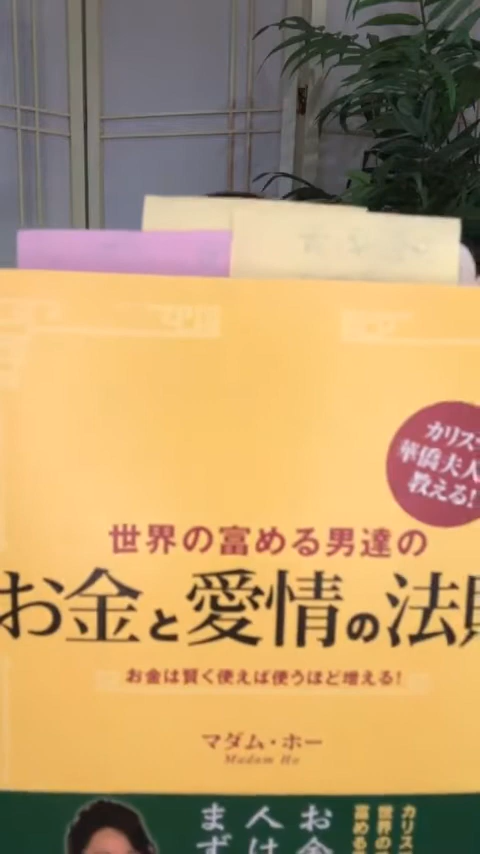 カリス
華僑夫人
教える!
世界の富める男達の
お金と愛情の法則
お金は賢く使えば使うほど増える!
マダム・ホー
Madam Ho
カリス
世界の
富める
お金
人は
まず